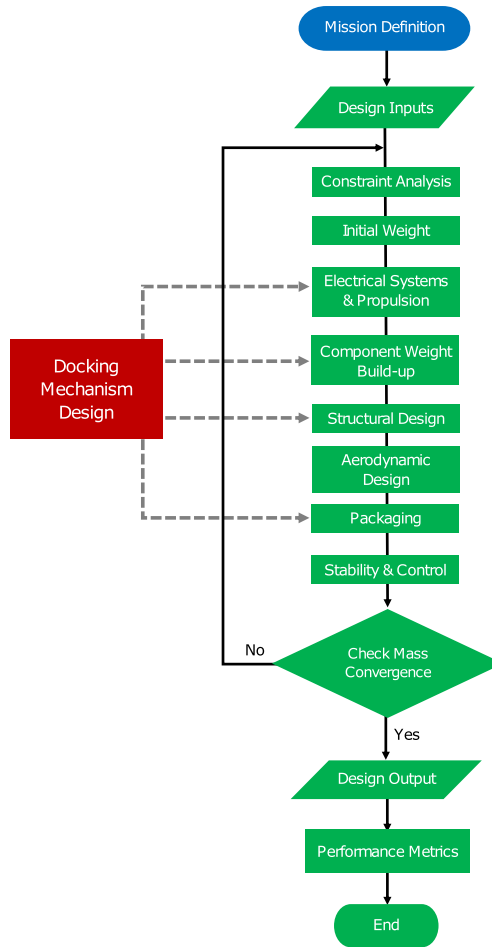 Mission Definition
Design Inputs
Constraint Analysis
Initial Weight
Electrical Systems
& Propulsion
Docking
Mechanism
Design
Component Weight
Build-up
Structural Design
Aerodynamic
Design
Packaging
Stability & Control
No
Check Mass
Convergence
Yes
Design Output
Performance Metrics
End